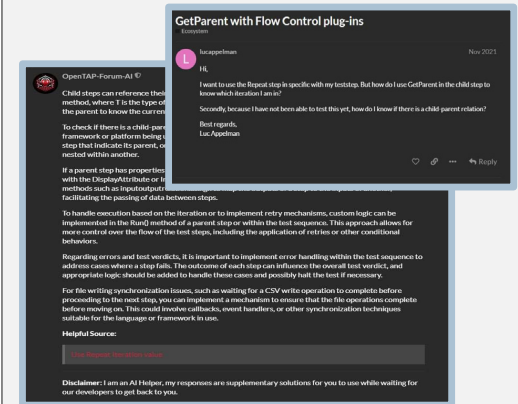 GetParent with Flow Control plug-ins
Ecosystem
L
lucappelman
Nov 2021
Hi,
I want to use the Repeat step in specific with my teststep. But how do I use GetParent in the child step to
know which iteration I am in?
Secondly, because I have not been able to test this yet, how do I know if there is a child-parent relation?
Best regards,
Luc Appelman
Reply
OpenTAP-Forum-AI
Child steps can reference their
method, where T is the type of
the parent to know the current
To check if there is a child-pare
framework or platform being u
step that indicate its parent, o
nested within another.
If a parent step has properties
with the DisplayAttribute or I
methods such as inputoutputr
facilitating the passing of data between steps.
To handle execution based on the iteration or to implement retry mechanisms, custom logic can be
implemented in the Run() method of a parent step or within the test sequence. This approach allows for
more control over the flow of the test steps, including the application of retries or other conditional
behaviors.
Regarding errors and test verdicts, it is important to implement error handling within the test sequence to
address cases where a step fails. The outcome of each step can influence the overall test verdict, and
appropriate logic should be added to handle these cases and possibly halt the test if necessary.
For file writing synchronization issues, such as waiting for a CSV write operation to complete before
proceeding to the next step, you can implement a mechanism to ensure that the file operations complete
before moving on. This could involve callbacks, event handlers, or other synchronization techniques
suitable for the language or framework in use.
Helpful Source:
Use Repeat Iteration value
Disclaimer: I am an AI Helper, my responses are supplementary solutions for you to use while waiting for
our developers to get back to you.